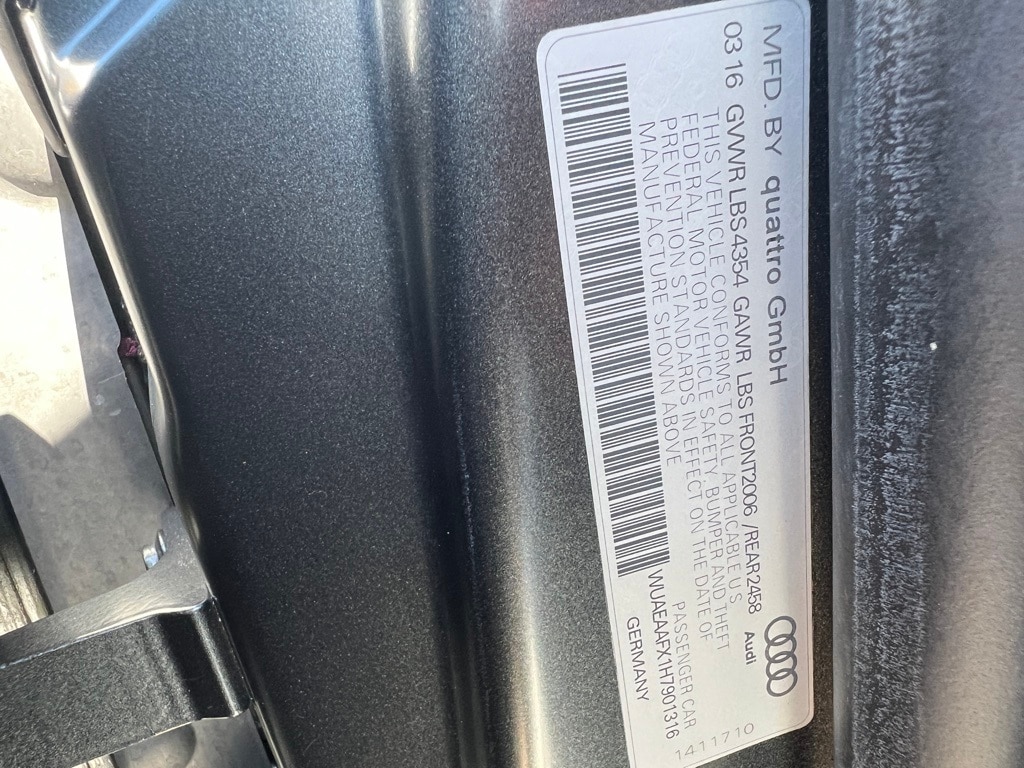 MFD. BY quattro GmbH
03 16 GWWR LBS4354 GAWR LBS FRONT2006 /REAR2458
Audi
THIS VEHICLE CONFORMS TO ALL APPLICABLE U.S
FEDERAL MOTOR VEHICLE SAFETY, BUMPER AND THEFT
PREVENTION STANDARDS IN EFFECT ON THE DATE OF
MANUFACTURE SHOWN ABOVE
PASSENGER CAR
WUAEAAFX1H7901316
GERMANY
1411710